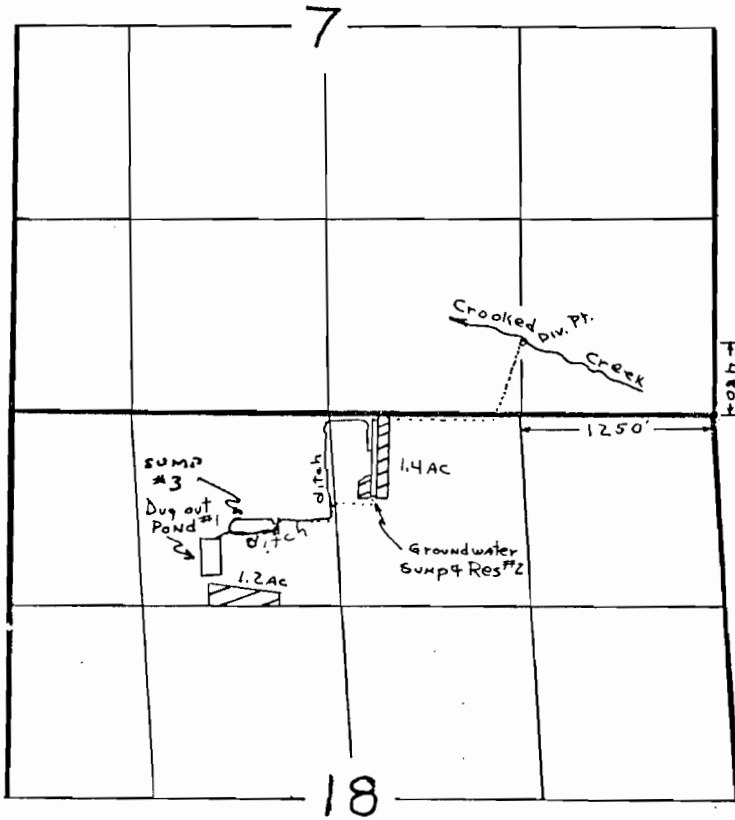 7
Crooked
Div. Pt.
Creek
480'
1250'
SUMP
#3
Dug out
Pond #1
ditch
ditch
1.4 AC
1.2 AC
Groundwater
Sump & Res #2
18